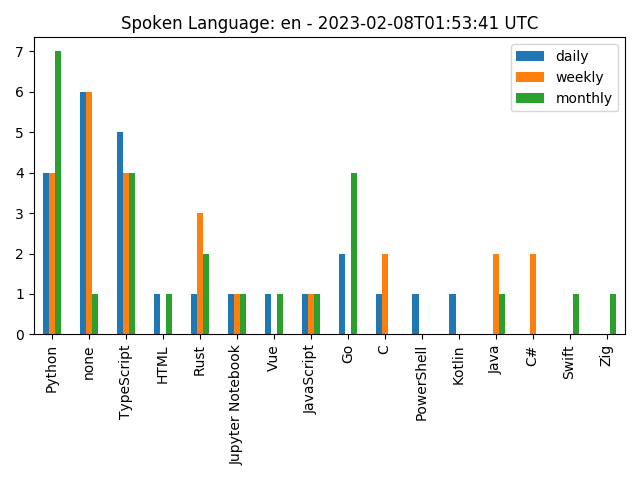 Spoken Language: en - 2023-02-08T01:53:41 UTC
daily
weekly
monthly
7
6
5
4
3
2
1
0
Python
none
TypeScript
HTML
Rust
Jupyter Notebook
Vue
JavaScript
Go
C
PowerShell
Kotlin
Java
C#
Swift
Zig